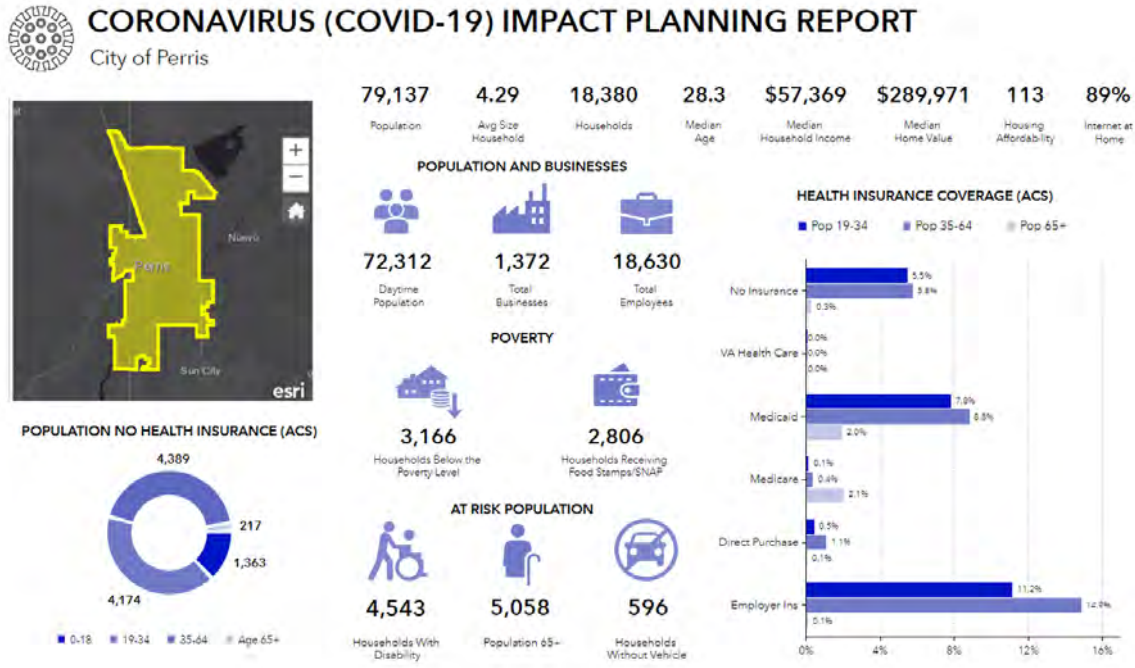 CORONAVIRUS (COVID-19) IMPACT PLANNING REPORT
City of Perris
79,137
Population
4.29
Avg Size
Household
18,380
Households
28.3
Median
Age
$57,369
Median
Household Income
$289,971
Median
Home Value
113
Housing
Affordability
89%
Internet at
Home
+
−
Nuevo
Perris
Sun City
esri
POPULATION AND BUSINESSES
72,312
Daytime
Population
1,372
Total
Businesses
18,630
Total
Employees
POVERTY
3,166
Households Below the
Poverty Level
2,806
Households Receiving
Food Stamps/SNAP
AT RISK POPULATION
4,543
Households With
Disability
5,058
Population 65+
596
Households
Without Vehicle
POPULATION NO HEALTH INSURANCE (ACS)
4,389
217
1,363
4,174
0-18
19-34
35-64
Age 65+
HEALTH INSURANCE COVERAGE (ACS)
Pop 19-34
Pop 35-64
Pop 65+
No Insurance
5.5%
5.8%
0.3%
VA Health Care
0.0%
0.0%
0.0%
Medicaid
7.8%
8.8%
2.0%
Medicare
0.1%
0.4%
2.1%
Direct Purchase
0.5%
1.1%
0.1%
Employer Ins
11.2%
14.9%
0.1%
0%
4%
8%
12%
16%